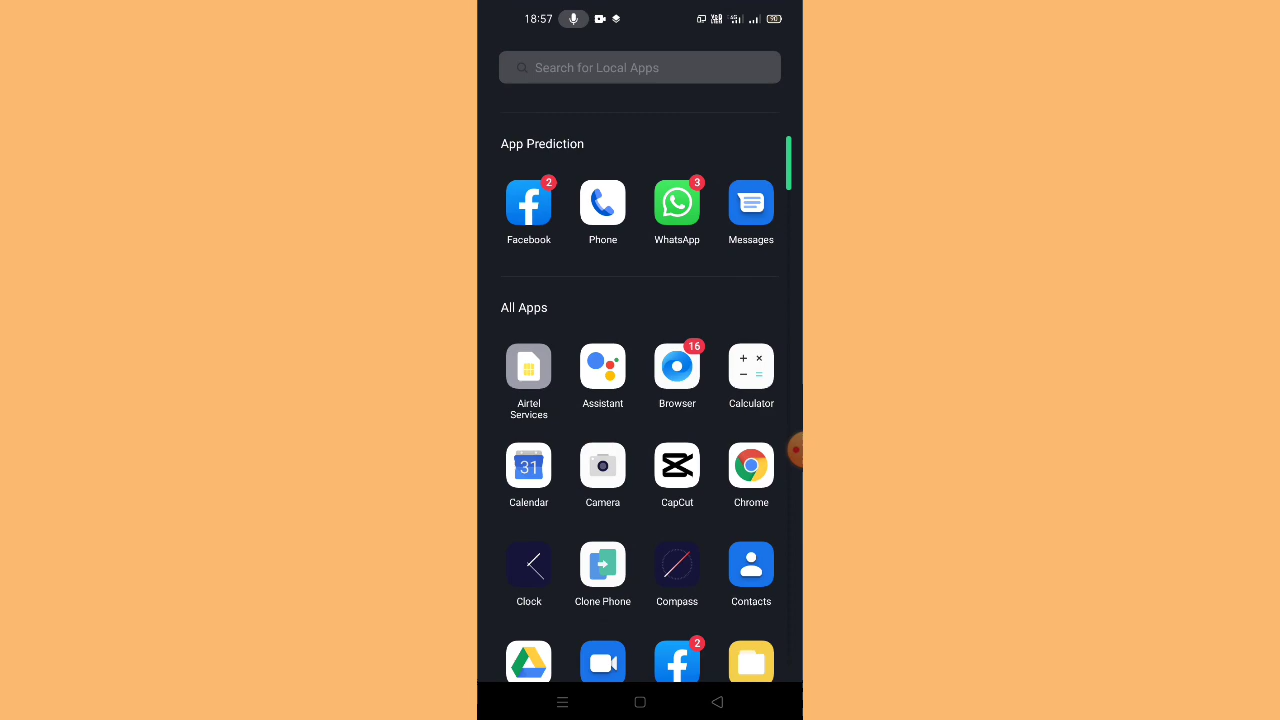 18:57
90
Search for Local Apps
App Prediction
2
3
Facebook
Phone
WhatsApp
Messages
All Apps
16
Airtel Services
Assistant
Browser
Calculator
31
Calendar
Camera
CapCut
Chrome
Clock
Clone Phone
Compass
Contacts
2